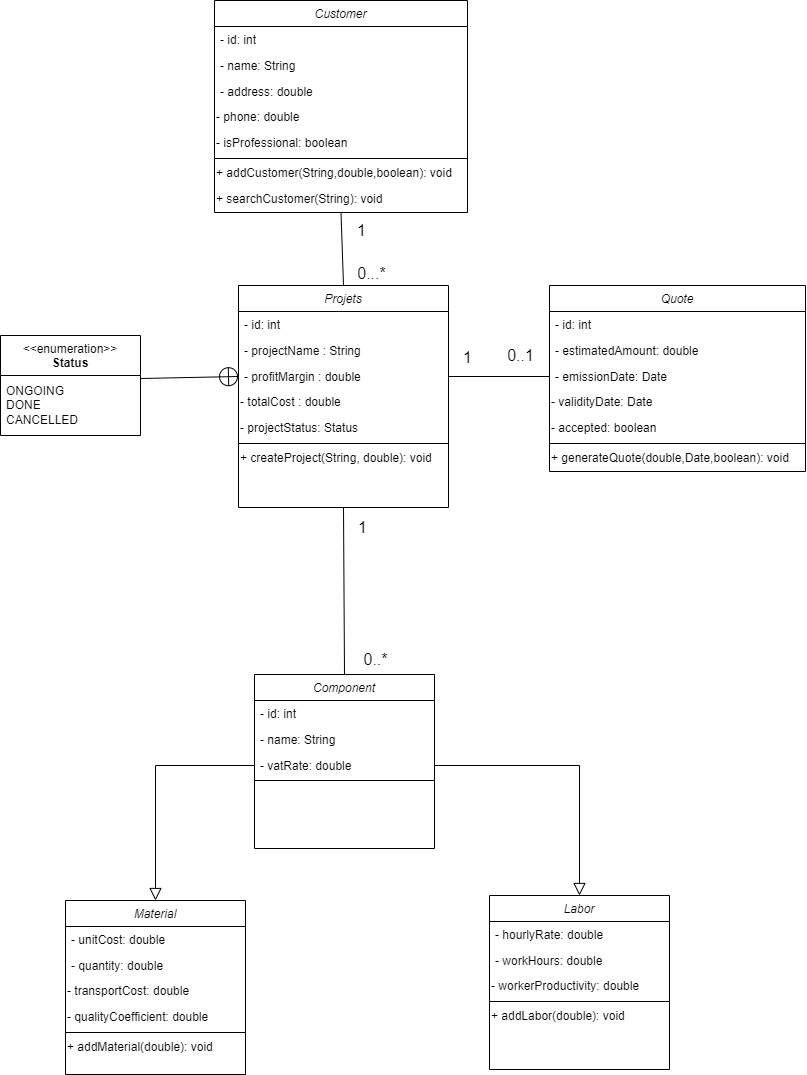 Customer
- id: int
- name: String
- address: double
- phone: double
- isProfessional: boolean
+ addCustomer(String,double,boolean): void
+ searchCustomer(String): void
1
0...*
Projets
- id: int
- projectName : String
- profitMargin : double
- totalCost : double
- projectStatus: Status
+ createProject(String, double): void
<<enumeration>>
Status
ONGOING
DONE
CANCELLED
1
0..1
Quote
- id: int
- estimatedAmount: double
- emissionDate: Date
- validityDate: Date
- accepted: boolean
+ generateQuote(double,Date,boolean): void
1
0..*
Component
- id: int
- name: String
- vatRate: double
Material
- unitCost: double
- quantity: double
- transportCost: double
- qualityCoefficient: double
+ addMaterial(double): void
Labor
- hourlyRate: double
- workHours: double
- workerProductivity: double
+ addLabor(double): void